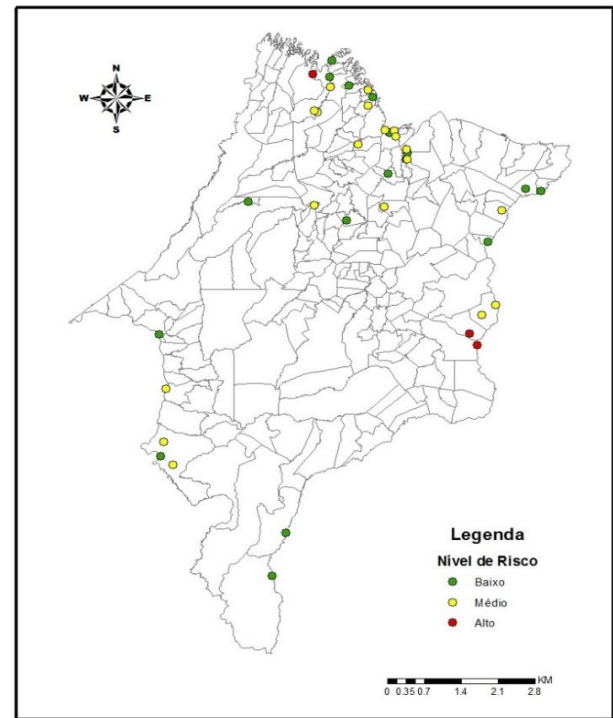 N
W E
S
Legenda
Nível de Risco
Baixo
Médio
Alto
KM
0 0.35 0.7 1.4 2.1 2.8